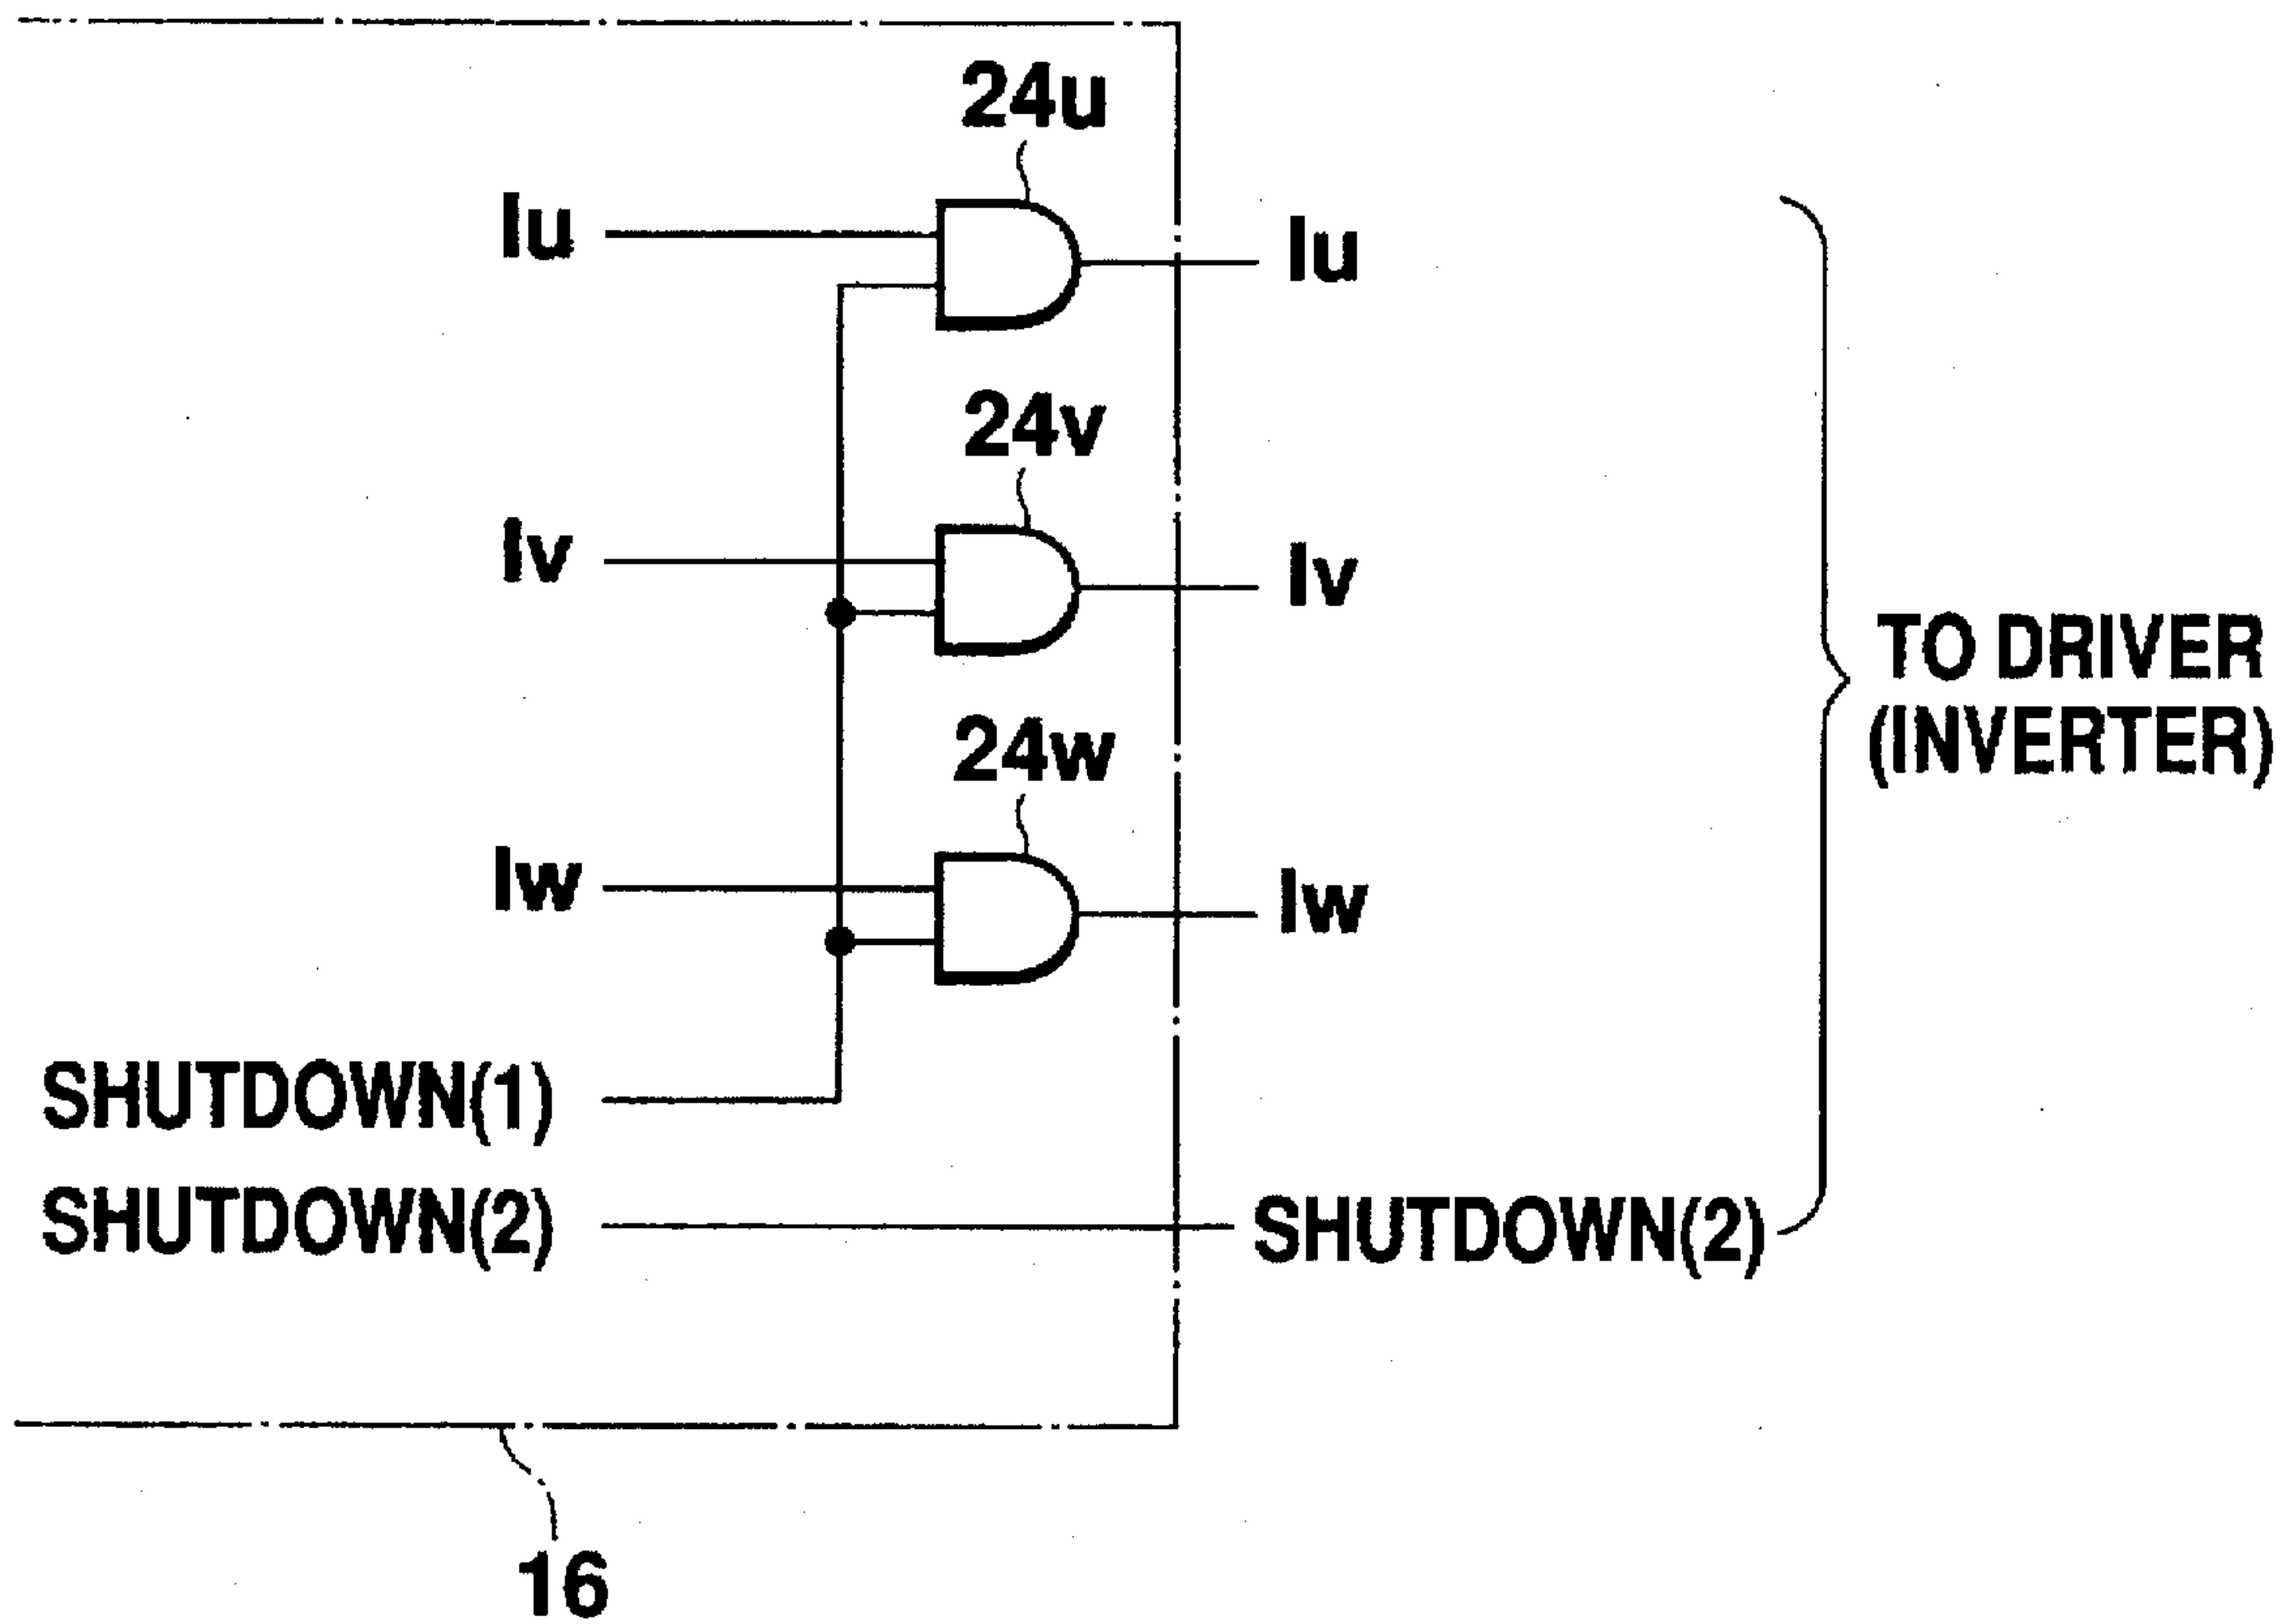 24u
Iu
Iu
24v
Iv
Iv
TO DRIVER
(INVERTER)
24w
Iw
Iw
SHUTDOWN(1)
SHUTDOWN(2)
SHUTDOWN(2)
16